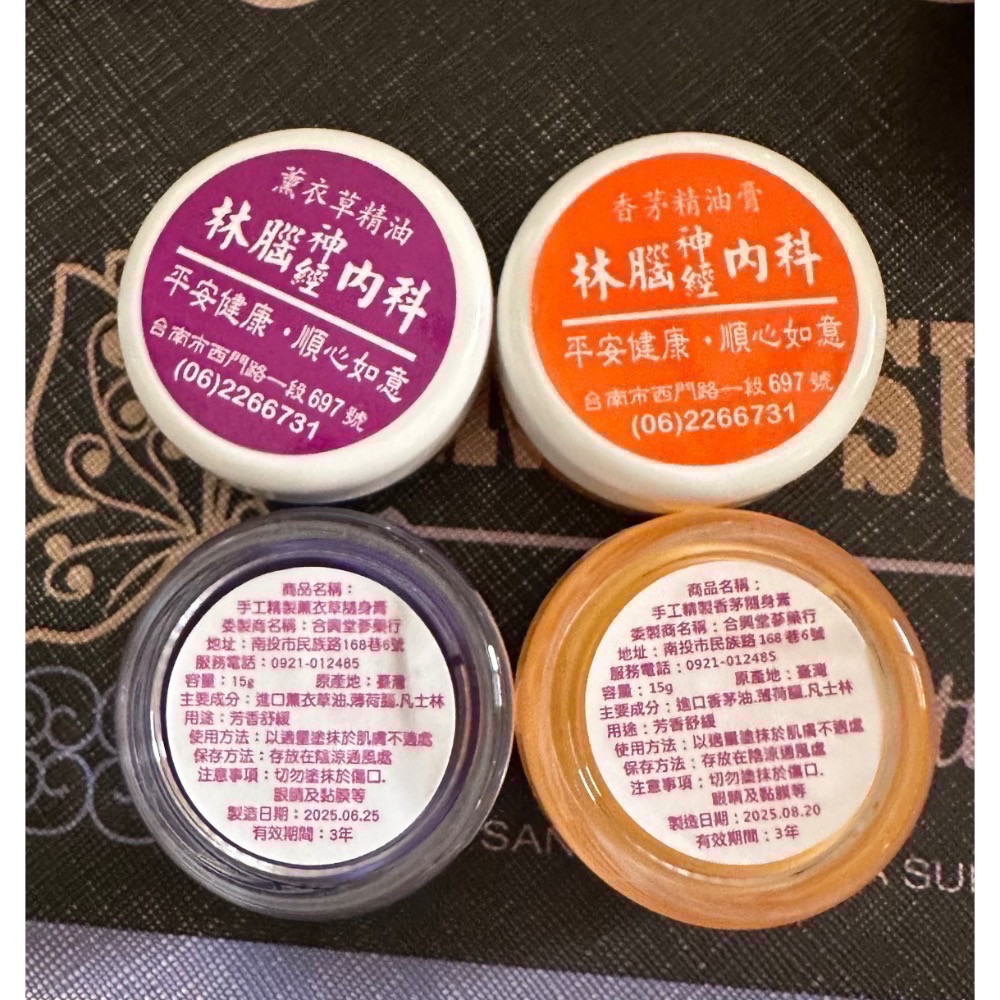 薰衣草精油
林腦神經內科
平安健康・順心如意
台南市西門路一段697號
(06)2266731
香茅精油膏
林腦神經內科
平安健康・順心如意
台南市西門路一段697號
(06)2266731
商品名稱：
手工精製薰衣草隨身膏
委製商名稱：合興堂蔘藥行
地址：南投市民族路168巷6號
服務電話：0921-012485
容量：15g 原產地：臺灣
主要成分：進口薰衣草油.薄荷腦.凡士林
用途：芳香舒緩
使用方法：以適量塗抹於肌膚不適處
保存方法：存放在陰涼通風處
注意事項：切勿塗抹於傷口.
眼睛及黏膜等
製造日期：2025.06.25
有效期間：3年
商品名稱：
手工精製香茅隨身膏
委製商名稱：合興堂蔘藥行
地址：南投市民族路168巷6號
服務電話：0921-012485
容量：15g 原產地：臺灣
主要成分：進口香茅油.薄荷腦.凡士林
用途：芳香舒緩
使用方法：以適量塗抹於肌膚不適處
保存方法：存放在陰涼通風處
注意事項：切勿塗抹於傷口.
眼睛及黏膜等
製造日期：2025.08.20
有效期間：3年